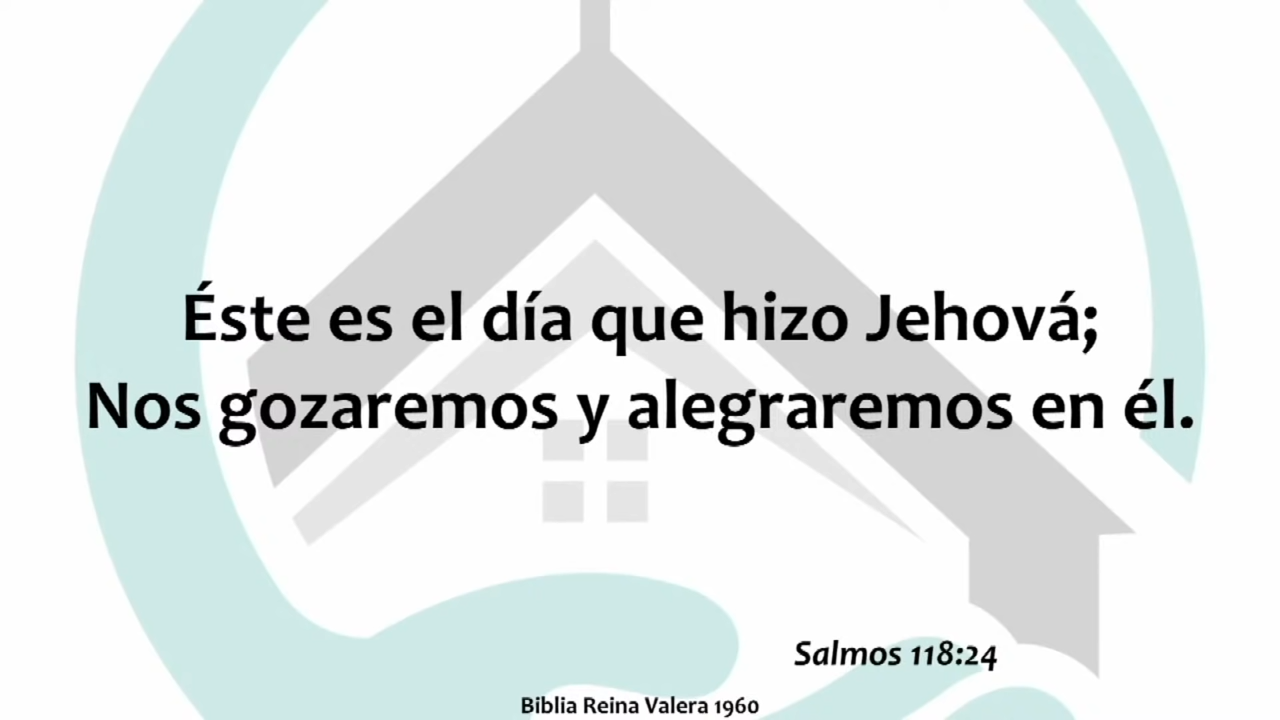 Éste es el día que hizo Jehová;
Nos gozaremos y alegraremos en él.
Salmos 118:24
Biblia Reina Valera 1960